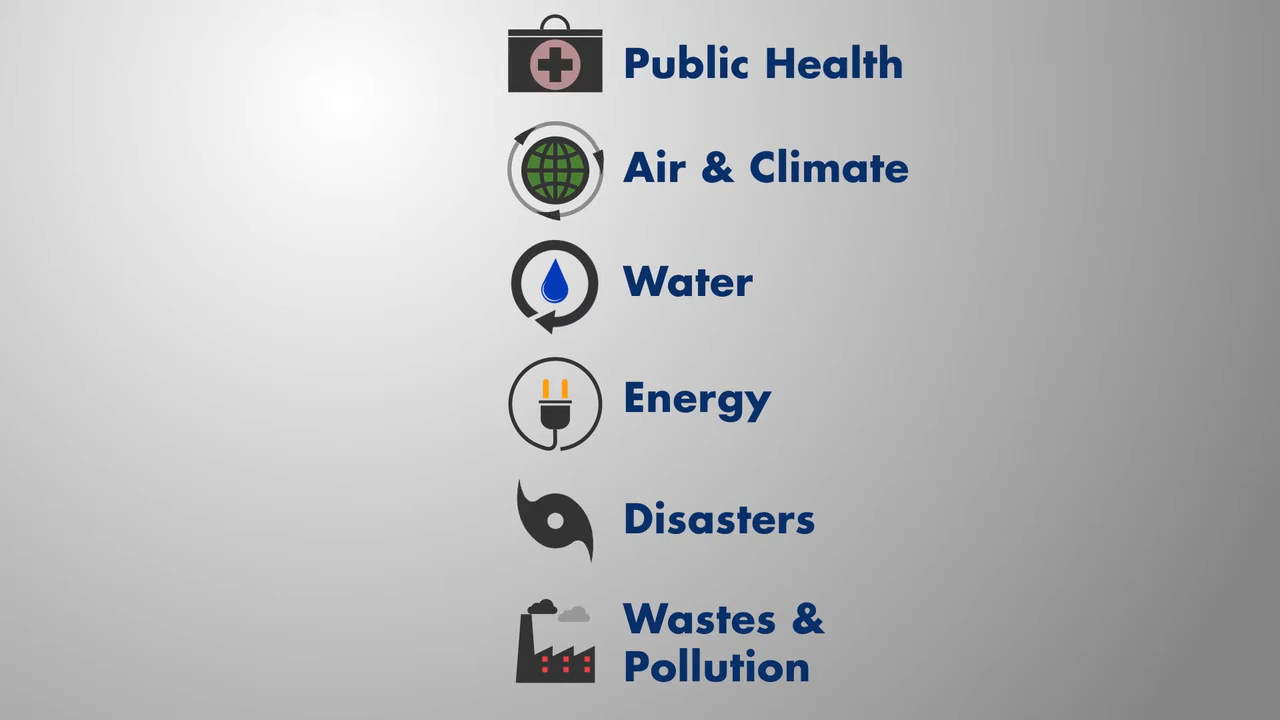 Public Health
Air & Climate
Water
Energy
Disasters
Wastes &
Pollution